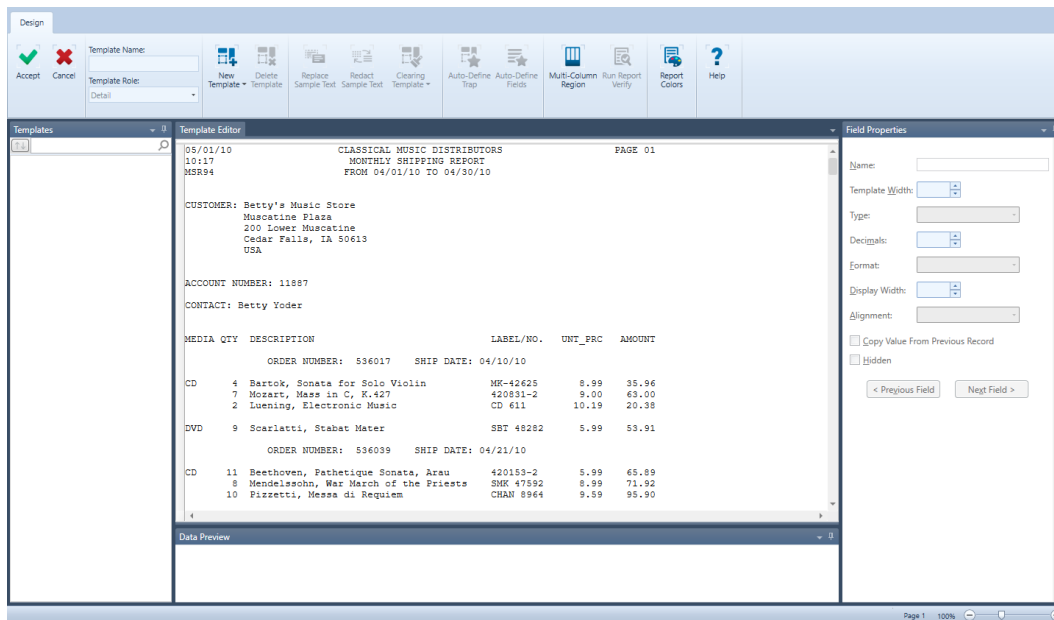 Design
Accept
Cancel
Template Name:
Template Role:
Detail
New Template
Delete Template
Replace Sample Text
Redact Sample Text
Clearing Template
Auto-Define Trap
Auto-Define Fields
Multi-Column Region
Run Report Verify
Report Colors
Help
Templates
Template Editor
05/01/10 CLASSICAL MUSIC DISTRIBUTORS PAGE 01
10:17 MONTHLY SHIPPING REPORT
MSR94 FROM 04/01/10 TO 04/30/10
CUSTOMER: Betty's Music Store
Muscatine Plaza
200 Lower Muscatine
Cedar Falls, IA 50613
USA
ACCOUNT NUMBER: 11887
CONTACT: Betty Yoder
MEDIA QTY DESCRIPTION LABEL/NO. UNT_PRC AMOUNT
ORDER NUMBER: 536017 SHIP DATE: 04/10/10
CD 4 Bartok, Sonata for Solo Violin MK-42625 8.99 35.96
7 Mozart, Mass in C, K.427 420831-2 9.00 63.00
2 Luening, Electronic Music CD 611 10.19 20.38
DVD 9 Scarlatti, Stabat Mater SBT 48282 5.99 53.91
ORDER NUMBER: 536039 SHIP DATE: 04/21/10
CD 11 Beethoven, Pathetique Sonata, Arau 420153-2 5.99 65.89
8 Mendelssohn, War March of the Priests SMK 47592 8.99 71.92
10 Pizzetti, Messa di Requiem CHAN 8964 9.59 95.90
Data Preview
Field Properties
Name:
Template Width:
Type:
Decimals:
Format:
Display Width:
Alignment:
Copy Value From Previous Record
Hidden
< Previous Field
Next Field >
Page 1 100%